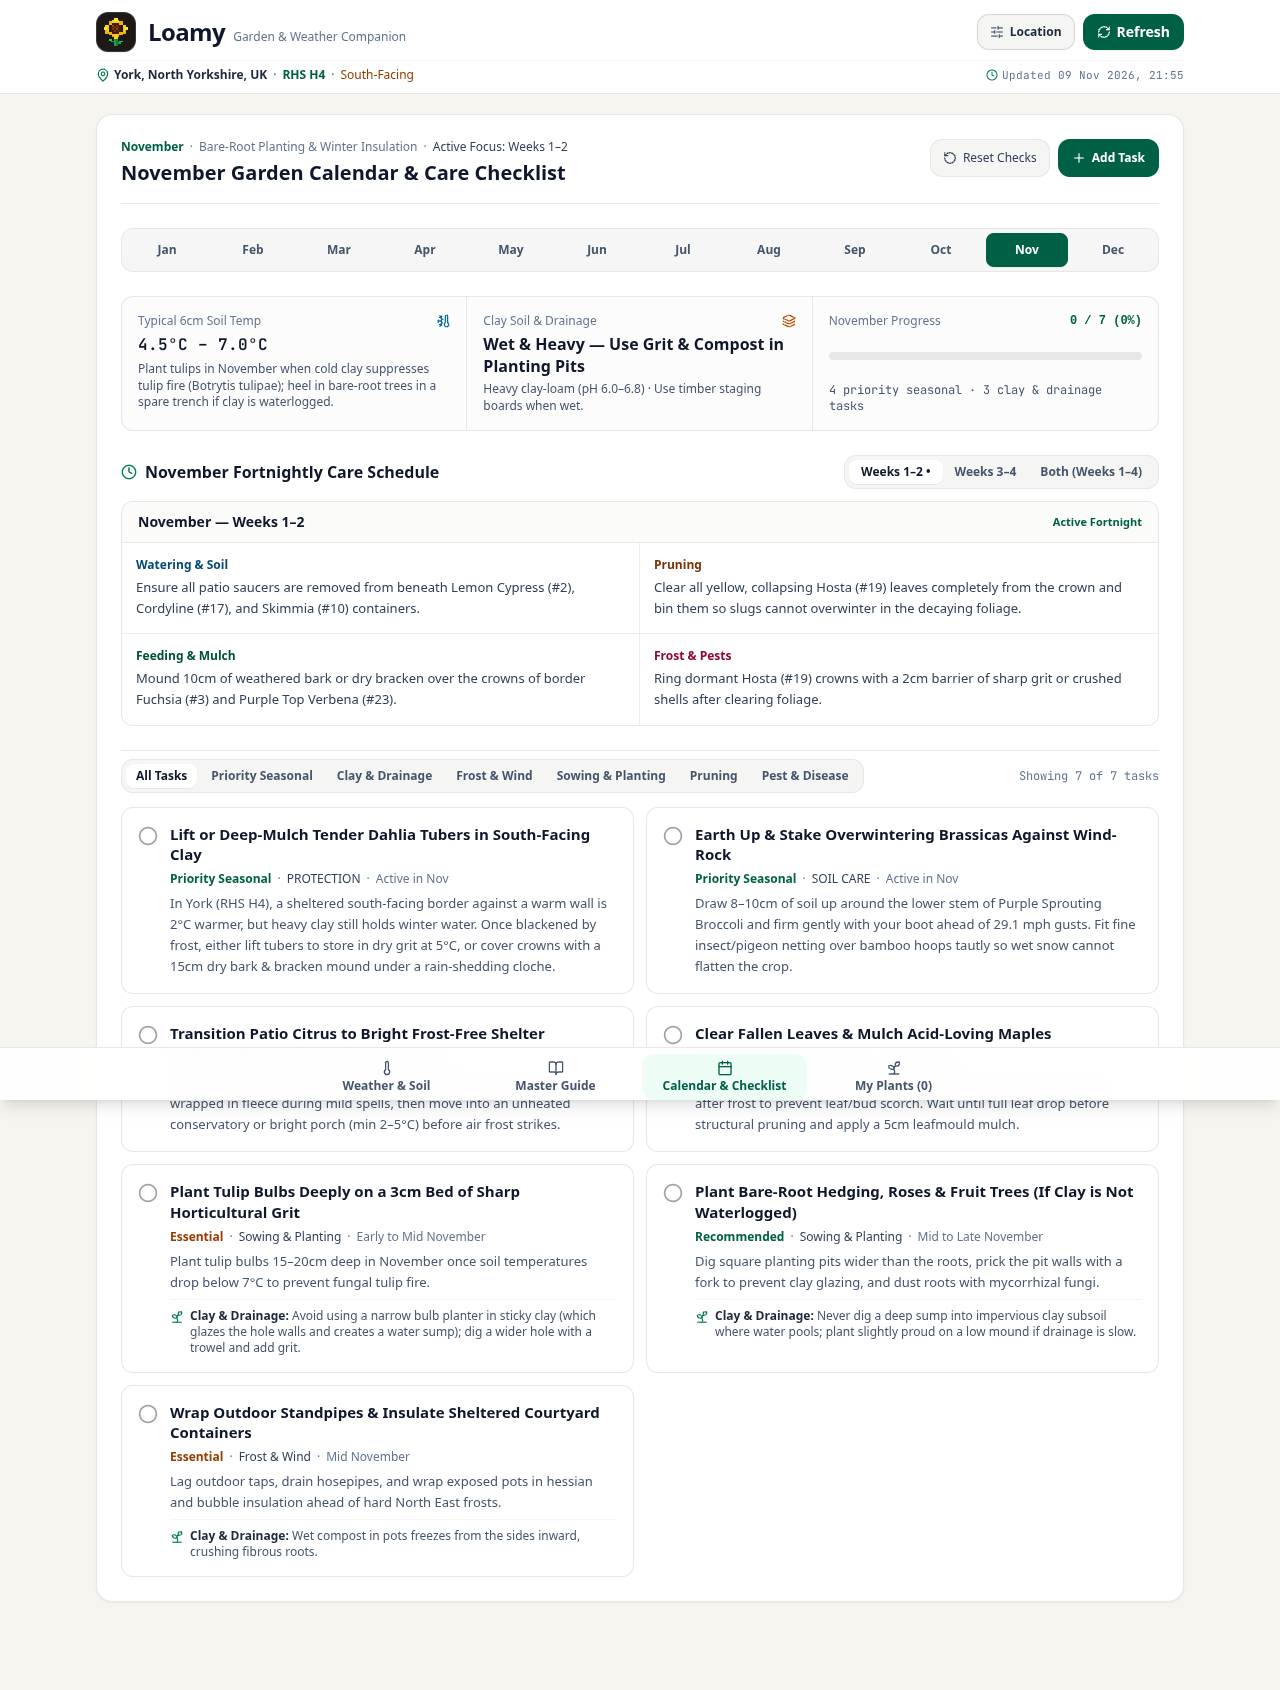 Loamy Garden & Weather Companion
Location
Refresh
York, North Yorkshire, UK · RHS H4 · South-Facing
Updated 09 Nov 2026, 21:55
November · Bare-Root Planting & Winter Insulation · Active Focus: Weeks 1–2
November Garden Calendar & Care Checklist
Reset Checks
Add Task
Jan Feb Mar Apr May Jun Jul Aug Sep Oct Nov Dec
Typical 6cm Soil Temp
4.5°C – 7.0°C
Plant tulips in November when cold clay suppresses
tulip fire (Botrytis tulipae); heel in bare-root trees in a
spare trench if clay is waterlogged.
Clay Soil & Drainage
Wet & Heavy — Use Grit & Compost in
Planting Pits
Heavy clay-loam (pH 6.0–6.8) · Use timber staging
boards when wet.
November Progress
0 / 7 (0%)
4 priority seasonal · 3 clay & drainage
tasks
November Fortnightly Care Schedule
Weeks 1–2 • Weeks 3–4 Both (Weeks 1–4)
November — Weeks 1–2
Active Fortnight
Watering & Soil
Ensure all patio saucers are removed from beneath Lemon Cypress (#2),
Cordyline (#17), and Skimmia (#10) containers.
Pruning
Clear all yellow, collapsing Hosta (#19) leaves completely from the crown and
bin them so slugs cannot overwinter in the decaying foliage.
Feeding & Mulch
Mound 10cm of weathered bark or dry bracken over the crowns of border
Fuchsia (#3) and Purple Top Verbena (#23).
Frost & Pests
Ring dormant Hosta (#19) crowns with a 2cm barrier of sharp grit or crushed
shells after clearing foliage.
All Tasks Priority Seasonal Clay & Drainage Frost & Wind Sowing & Planting Pruning Pest & Disease
Showing 7 of 7 tasks
Lift or Deep-Mulch Tender Dahlia Tubers in South-Facing
Clay
Priority Seasonal · PROTECTION · Active in Nov
In York (RHS H4), a sheltered south-facing border against a warm wall is
2°C warmer, but heavy clay still holds winter water. Once blackened by
frost, either lift tubers to store in dry grit at 5°C, or cover crowns with a
15cm dry bark & bracken mound under a rain-shedding cloche.
Earth Up & Stake Overwintering Brassicas Against Wind-
Rock
Priority Seasonal · SOIL CARE · Active in Nov
Draw 8–10cm of soil up around the lower stem of Purple Sprouting
Broccoli and firm gently with your boot ahead of 29.1 mph gusts. Fit fine
insect/pigeon netting over bamboo hoops tautly so wet snow cannot
flatten the crop.
Transition Patio Citrus to Bright Frost-Free Shelter
wrapped in fleece during mild spells, then move into an unheated
conservatory or bright porch (min 2–5°C) before air frost strikes.
Clear Fallen Leaves & Mulch Acid-Loving Maples
after frost to prevent leaf/bud scorch. Wait until full leaf drop before
structural pruning and apply a 5cm leafmould mulch.
Weather & Soil
Master Guide
Calendar & Checklist
My Plants (0)
Plant Tulip Bulbs Deeply on a 3cm Bed of Sharp
Horticultural Grit
Essential · Sowing & Planting · Early to Mid November
Plant tulip bulbs 15–20cm deep in November once soil temperatures
drop below 7°C to prevent fungal tulip fire.
Clay & Drainage: Avoid using a narrow bulb planter in sticky clay (which
glazes the hole walls and creates a water sump); dig a wider hole with a
trowel and add grit.
Plant Bare-Root Hedging, Roses & Fruit Trees (If Clay is Not
Waterlogged)
Recommended · Sowing & Planting · Mid to Late November
Dig square planting pits wider than the roots, prick the pit walls with a
fork to prevent clay glazing, and dust roots with mycorrhizal fungi.
Clay & Drainage: Never dig a deep sump into impervious clay subsoil
where water pools; plant slightly proud on a low mound if drainage is slow.
Wrap Outdoor Standpipes & Insulate Sheltered Courtyard
Containers
Essential · Frost & Wind · Mid November
Lag outdoor taps, drain hosepipes, and wrap exposed pots in hessian
and bubble insulation ahead of hard North East frosts.
Clay & Drainage: Wet compost in pots freezes from the sides inward,
crushing fibrous roots.